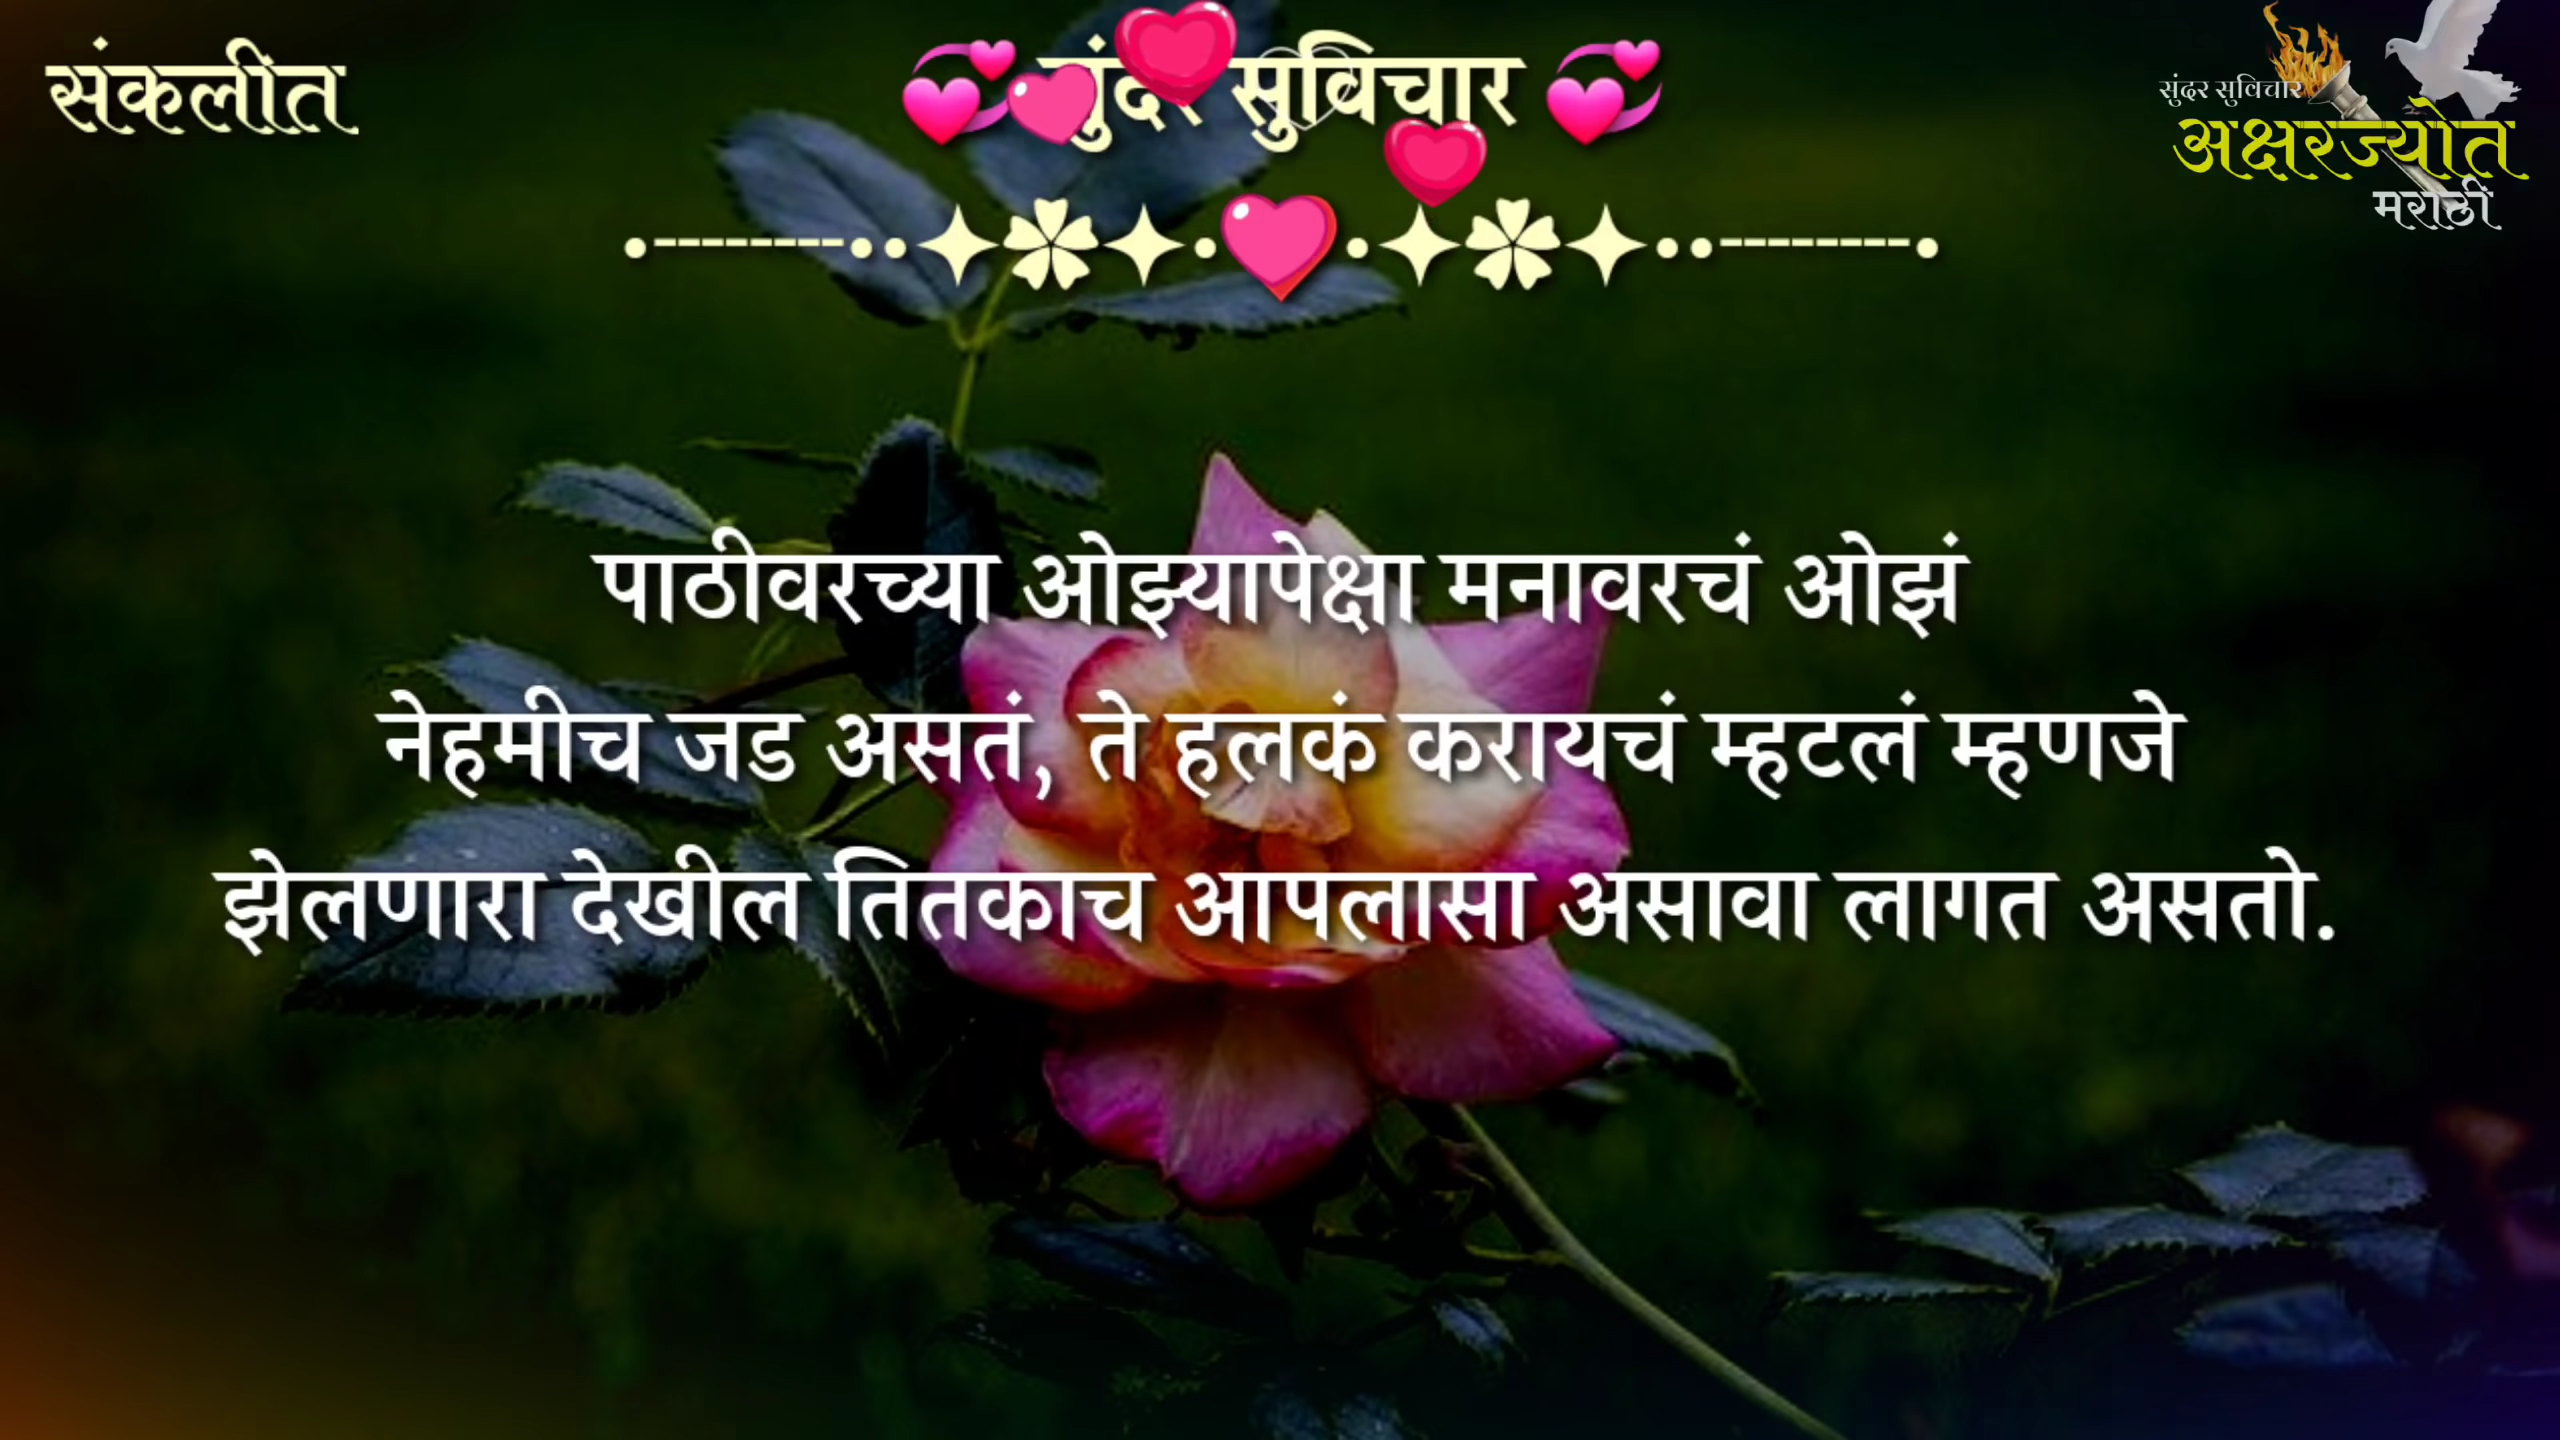 संकलीत
💞 सुंदर सुविचार 💞
सुंदर सुविचार
अक्षरज्योत
मराठी
पाठीवरच्या ओझ्यापेक्षा मनावरचं ओझं
नेहमीच जड असतं, ते हलकं करायचं म्हटलं म्हणजे
झेलणारा देखील तितकाच आपलासा असावा लागत असतो.